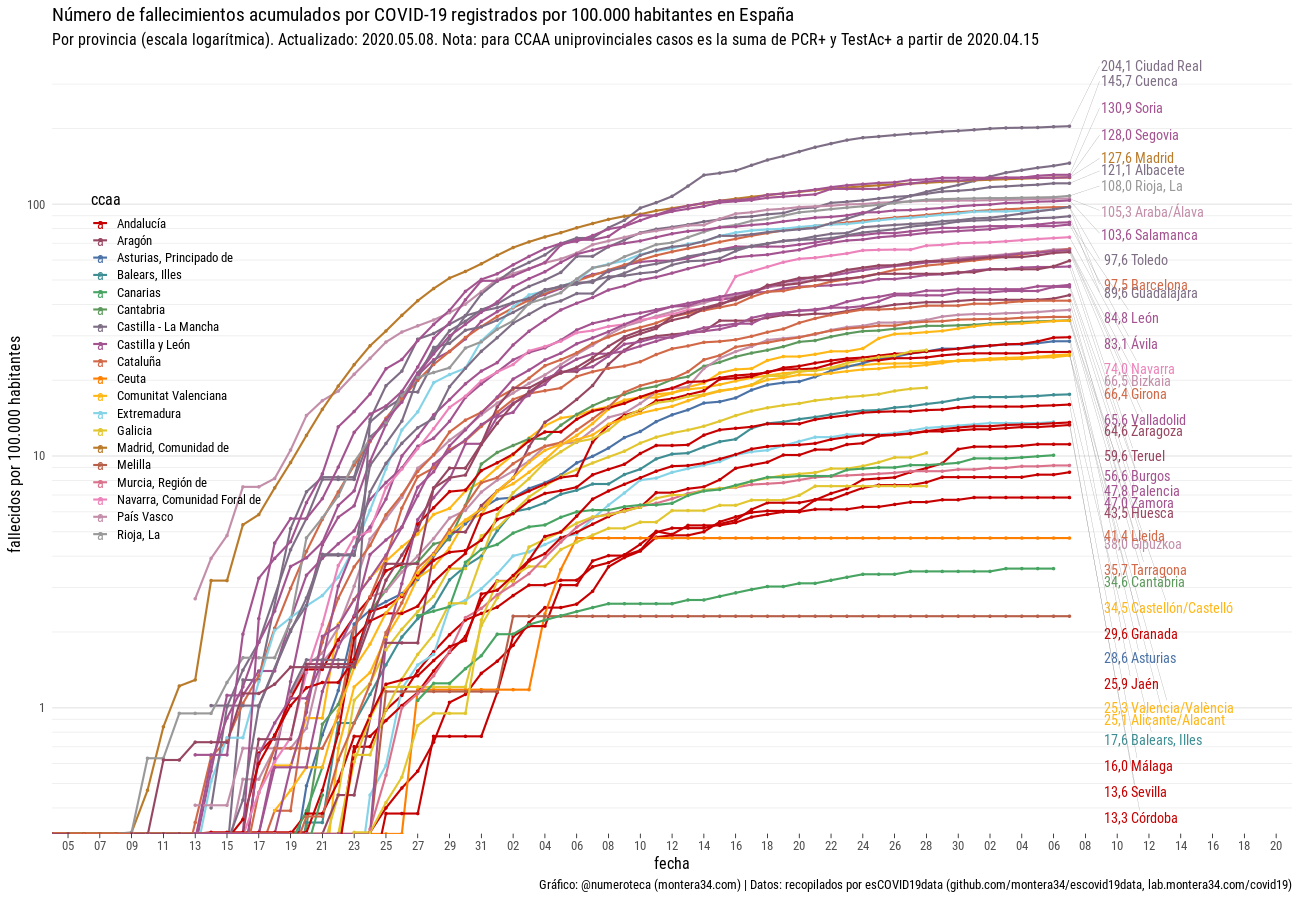 Número de fallecimientos acumulados por COVID-19 registrados por 100.000 habitantes en España
Por provincia (escala logarítmica). Actualizado: 2020.05.08. Nota: para CCAA uniprovinciales casos es la suma de PCR+ y TestAc+ a partir de 2020.04.15
fallecidos por 100.000 habitantes
100
10
1
ccaa
Andalucía
Aragón
Asturias, Principado de
Balears, Illes
Canarias
Cantabria
Castilla - La Mancha
Castilla y León
Cataluña
Ceuta
Comunitat Valenciana
Extremadura
Galicia
Madrid, Comunidad de
Melilla
Murcia, Región de
Navarra, Comunidad Foral de
País Vasco
Rioja, La
204,1 Ciudad Real
145,7 Cuenca
130,9 Soria
128,0 Segovia
127,6 Madrid
121,1 Albacete
108,0 Rioja, La
105,3 Araba/Álava
103,6 Salamanca
97,6 Toledo
97,5 Barcelona
89,6 Guadalajara
84,8 León
83,1 Ávila
74,0 Navarra
66,5 Bizkaia
66,4 Girona
65,6 Valladolid
64,6 Zaragoza
59,6 Teruel
56,6 Burgos
47,8 Palencia
47,0 Zamora
43,5 Huesca
41,4 Lleida
38,0 Gipuzkoa
35,7 Tarragona
34,6 Cantabria
34,5 Castellón/Castelló
29,6 Granada
28,6 Asturias
25,9 Jaén
25,3 Valencia/València
25,1 Alicante/Alacant
17,6 Balears, Illes
16,0 Málaga
13,6 Sevilla
13,3 Córdoba
05 07 09 11 13 15 17 19 21 23 25 27 29 31 02 04 06 08 10 12 14 16 18 20 22 24 26 28 30 02 04 06 08 10 12 14 16 18 20
fecha
Gráfico: @numeroteca (montera34.com) | Datos: recopilados por esCOVID19data (github.com/montera34/escovid19data, lab.montera34.com/covid19)